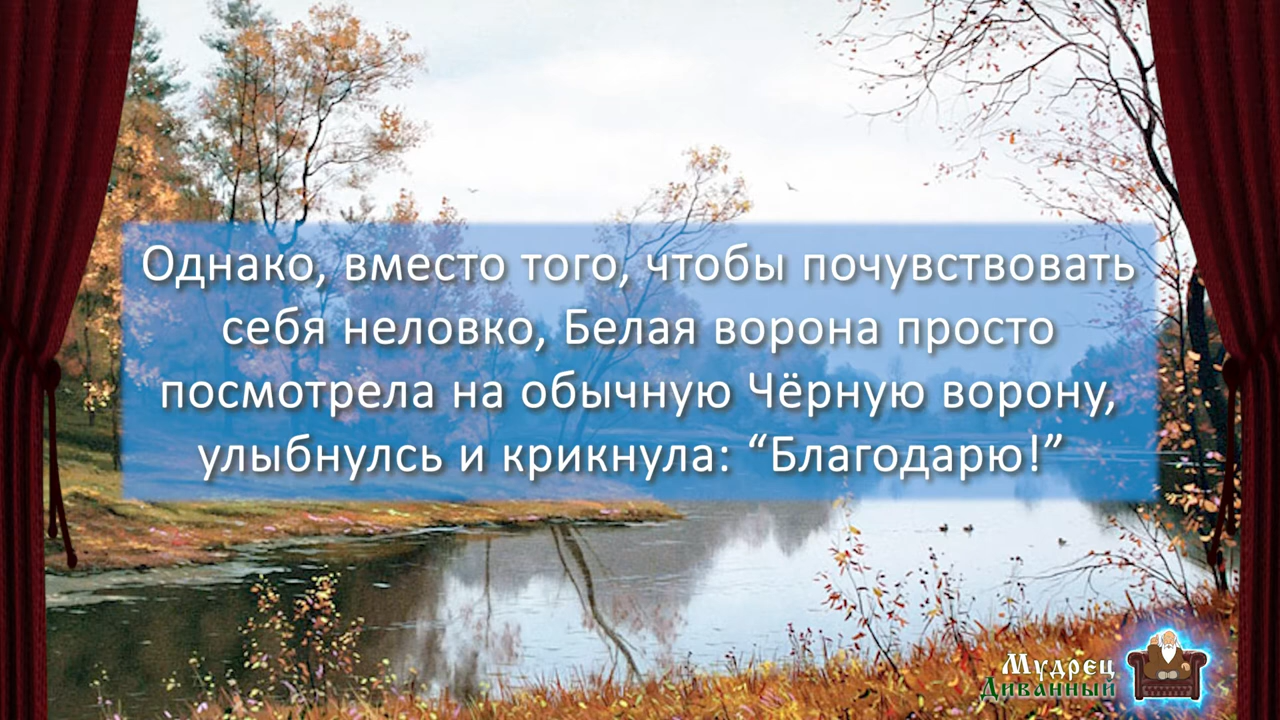 Однако, вместо того, чтобы почувствовать
себя неловко, Белая ворона просто
посмотрела на обычную Чёрную ворону,
улыбнулсь и крикнула: “Благодарю!”
Мудрец
Диванный